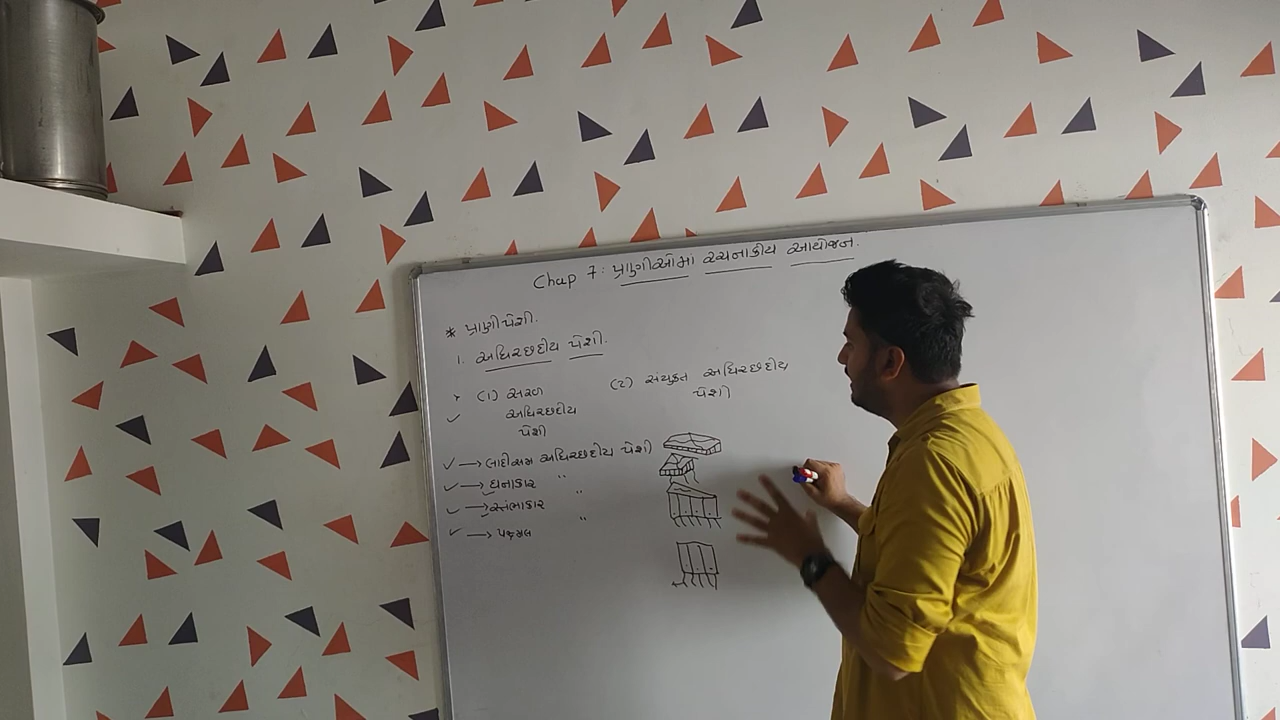 Chap 7: પ્રાણીઓમાં રચનાકીય આયોજન.
* પ્રાણીપેશી.
1. અધિચ્છદીય પેશી.
(1) સરળ
અધિચ્છદીય
પેશી
(2) સંયુક્ત અધિચ્છદીય
પેશી
→ લાદીસમ અધિચ્છદીય પેશી
→ ઘનાકાર "
→ સ્તંભાકાર "
→ પક્ષ્મલ "